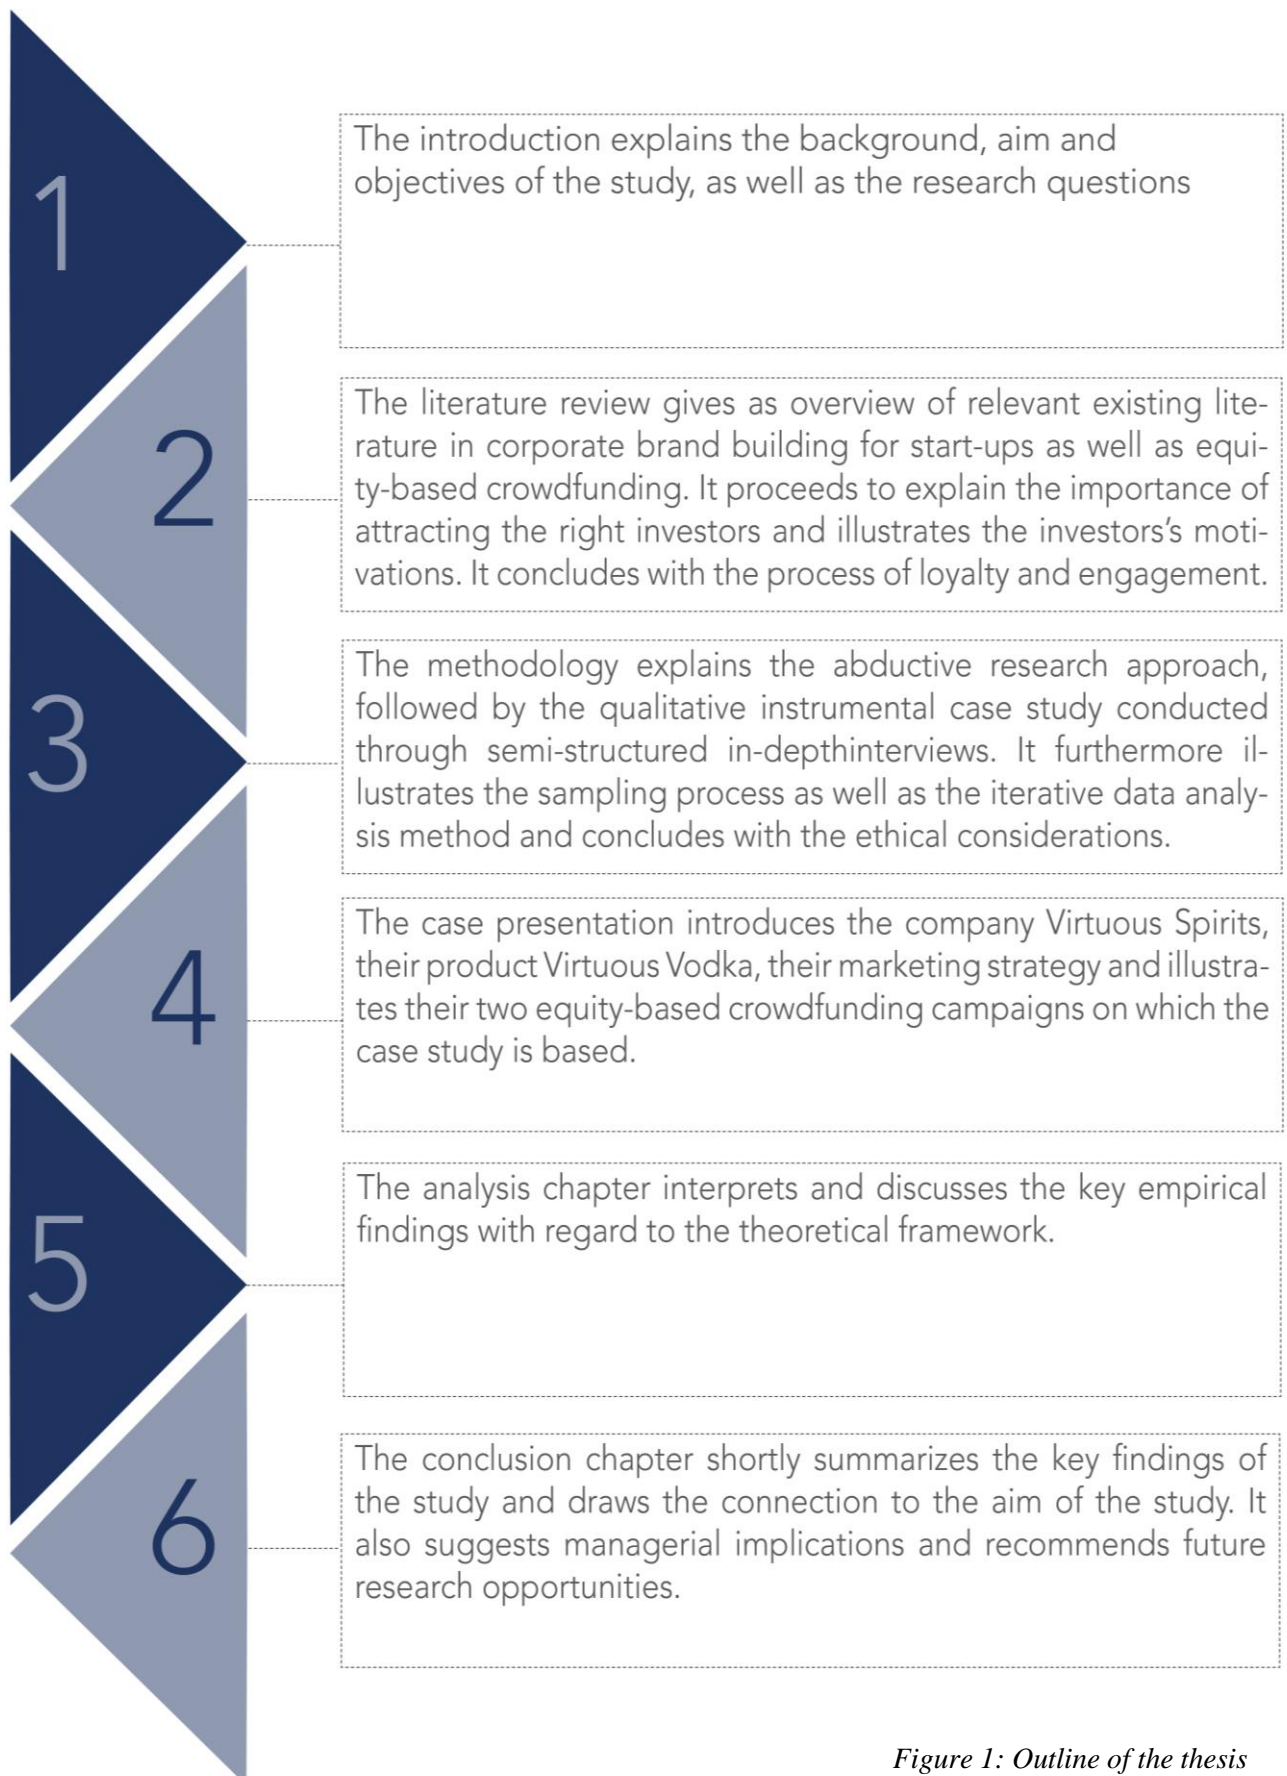 1
The introduction explains the background, aim and
objectives of the study, as well as the research questions
2
The literature review gives as overview of relevant existing lite-
rature in corporate brand building for start-ups as well as equi-
ty-based crowdfunding. It proceeds to explain the importance of
attracting the right investors and illustrates the investors's moti-
vations. It concludes with the process of loyalty and engagement.
3
The methodology explains the abductive research approach,
followed by the qualitative instrumental case study conducted
through semi-structured in-depthinterviews. It furthermore il-
lustrates the sampling process as well as the iterative data analy-
sis method and concludes with the ethical considerations.
4
The case presentation introduces the company Virtuous Spirits,
their product Virtuous Vodka, their marketing strategy and illustra-
tes their two equity-based crowdfunding campaigns on which the
case study is based.
5
The analysis chapter interprets and discusses the key empirical
findings with regard to the theoretical framework.
6
The conclusion chapter shortly summarizes the key findings of
the study and draws the connection to the aim of the study. It
also suggests managerial implications and recommends future
research opportunities.
Figure 1: Outline of the thesis